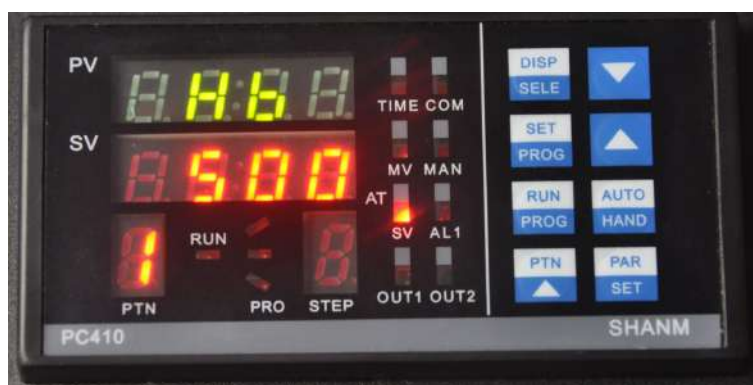 PV
Hb
TIME COM
SV
500
MV MAN
AT
SV AL1
1
RUN
PTN
PRO
STEP
OUT1 OUT2
DISP
SELE
SET
PROG
RUN
PROG
AUTO
HAND
PTN
PAR
SET
PC410
SHANM